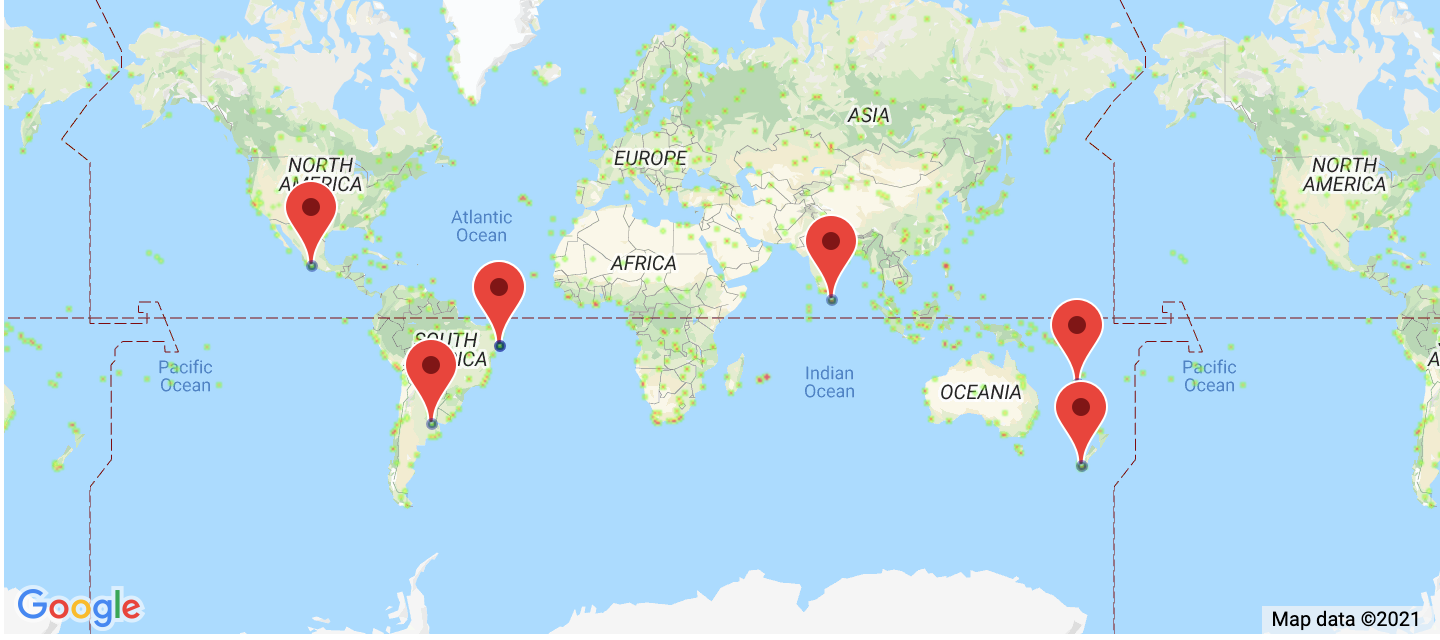 ASIA
EUROPE
NORTH
AMERICA
NORTH
AMERICA
Atlantic
Ocean
AFRICA
SOUTH
Pacific
Ocean
Indian
Ocean
OCEANIA
Pacific
Ocean
Google
Map data ©2021